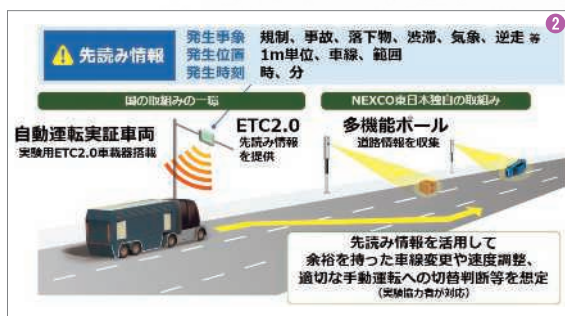 2
先読み情報
発生事象 規制、事故、落下物、渋滞、気象、逆走 等
発生位置 1m単位、車線、範囲
発生時刻 時、分
国の取組みの一環
NEXCO東日本独自の取組み
自動運転実証車両
実験用ETC2.0車載器搭載
ETC2.0
先読み情報
を提供
多機能ポール
道路情報を収集
先読み情報を活用して
余裕を持った車線変更や速度調整、
適切な手動運転への切替判断等を想定
(実験協力者が対応)